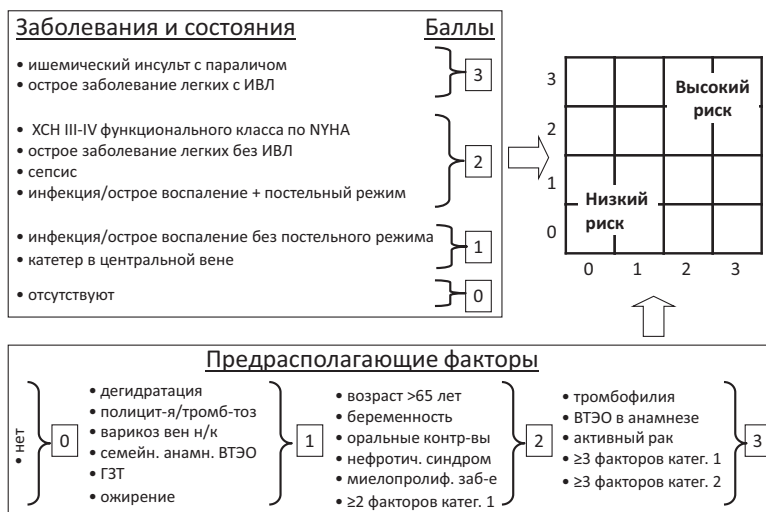 Заболевания и состояния Баллы
• ишемический инсульт с параличом
• острое заболевание легких с ИВЛ
3
• ХСН III-IV функционального класса по NYHA
• острое заболевание легких без ИВЛ
• сепсис
• инфекция/острое воспаление + постельный режим
2
• инфекция/острое воспаление без постельного режима
• катетер в центральной вене
1
• отсутствуют
0
3
2
1
0
Высокий
риск
Низкий
риск
0 1 2 3
Предрасполагающие факторы
• нет
0
• дегидратация
• полицит-я/тромб-тоз
• варикоз вен н/к
• семейн. анамн. ВТЭО
• ГЗТ
• ожирение
1
• возраст >65 лет
• беременность
• оральные контр-вы
• нефротич. синдром
• миелопролиф. заб-е
• ≥2 факторов катег. 1
2
• тромбофилия
• ВТЭО в анамнезе
• активный рак
• ≥3 факторов катег. 1
• ≥3 факторов катег. 2
3